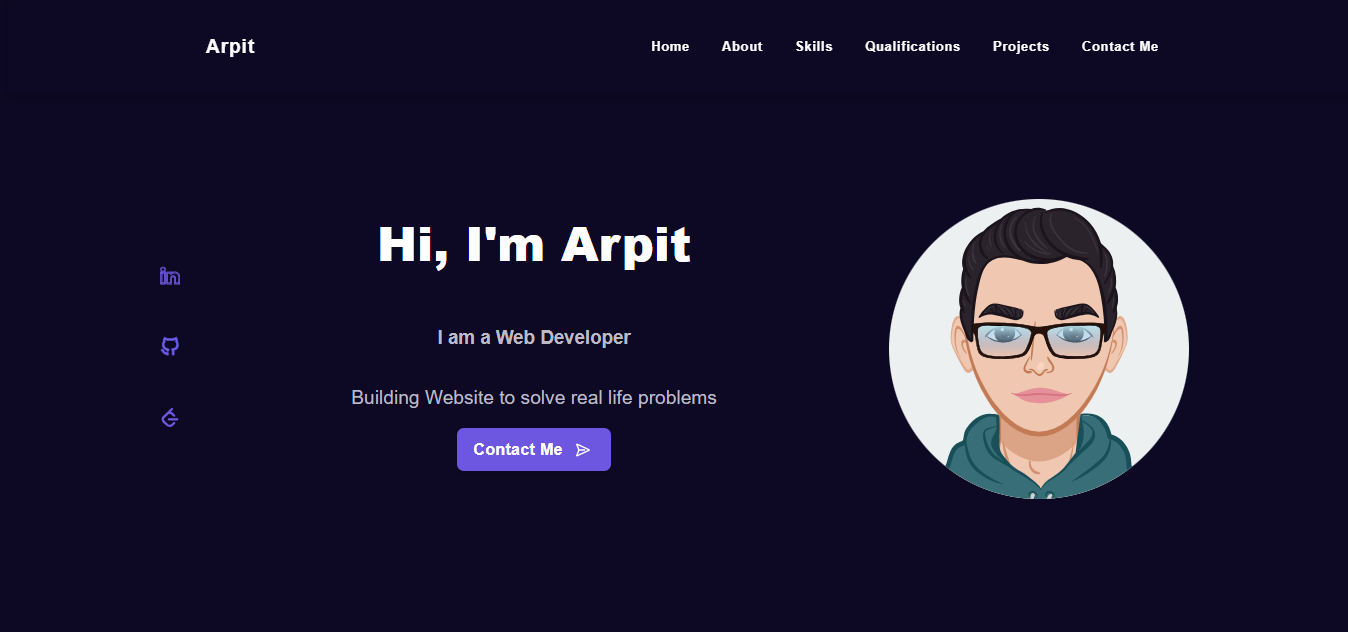 Arpit
Home About Skills Qualifications Projects Contact Me
Hi, I'm Arpit
I am a Web Developer
Building Website to solve real life problems
Contact Me